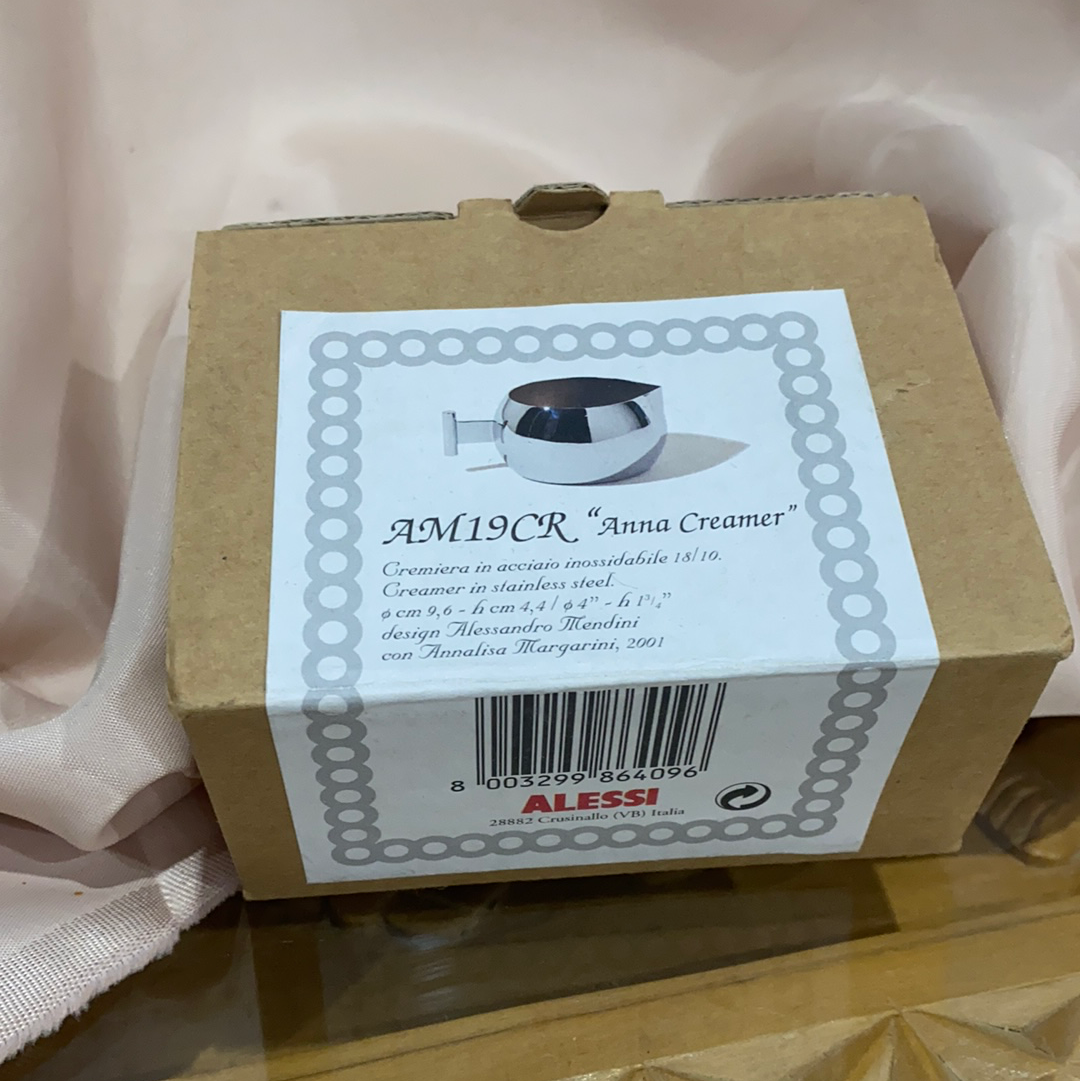 AM19CR "Anna Creamer"
Cremiera in acciaio inossidabile 18/10.
Creamer in stainless steel.
ϕ cm 9,6 - h cm 4,4 / ϕ 4" - h 1³/₄"
design Alessandro Mendini
con Annalisa Margarini, 2001
8 003299 864096
ALESSI
28882 Crusinallo (VB) Italia